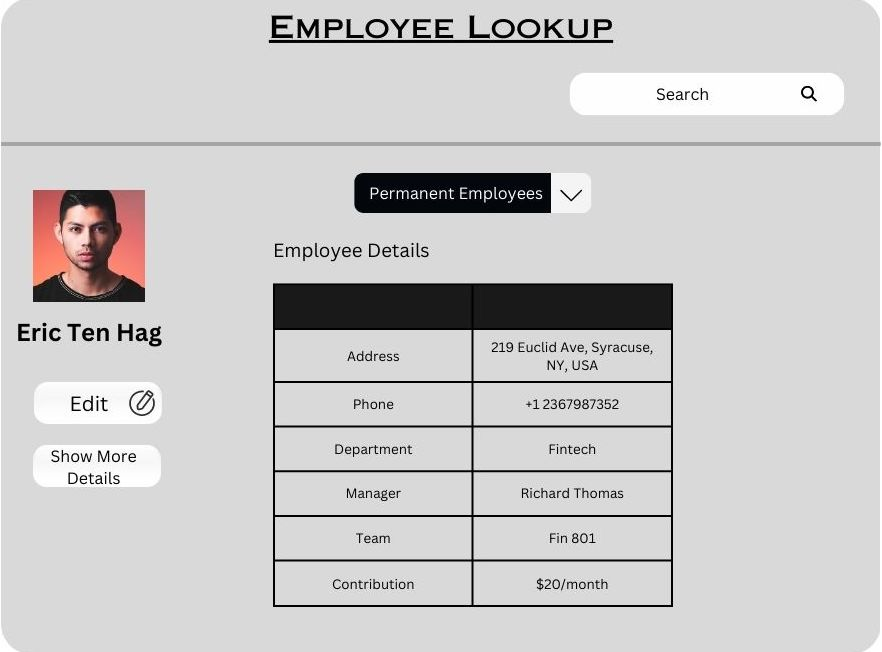 EMPLOYEE LOOKUP
Search
Permanent Employees
Employee Details
Eric Ten Hag
Edit
Show More
Details
Address
219 Euclid Ave, Syracuse,
NY, USA
Phone
+1 2367987352
Department
Fintech
Manager
Richard Thomas
Team
Fin 801
Contribution
$20/month